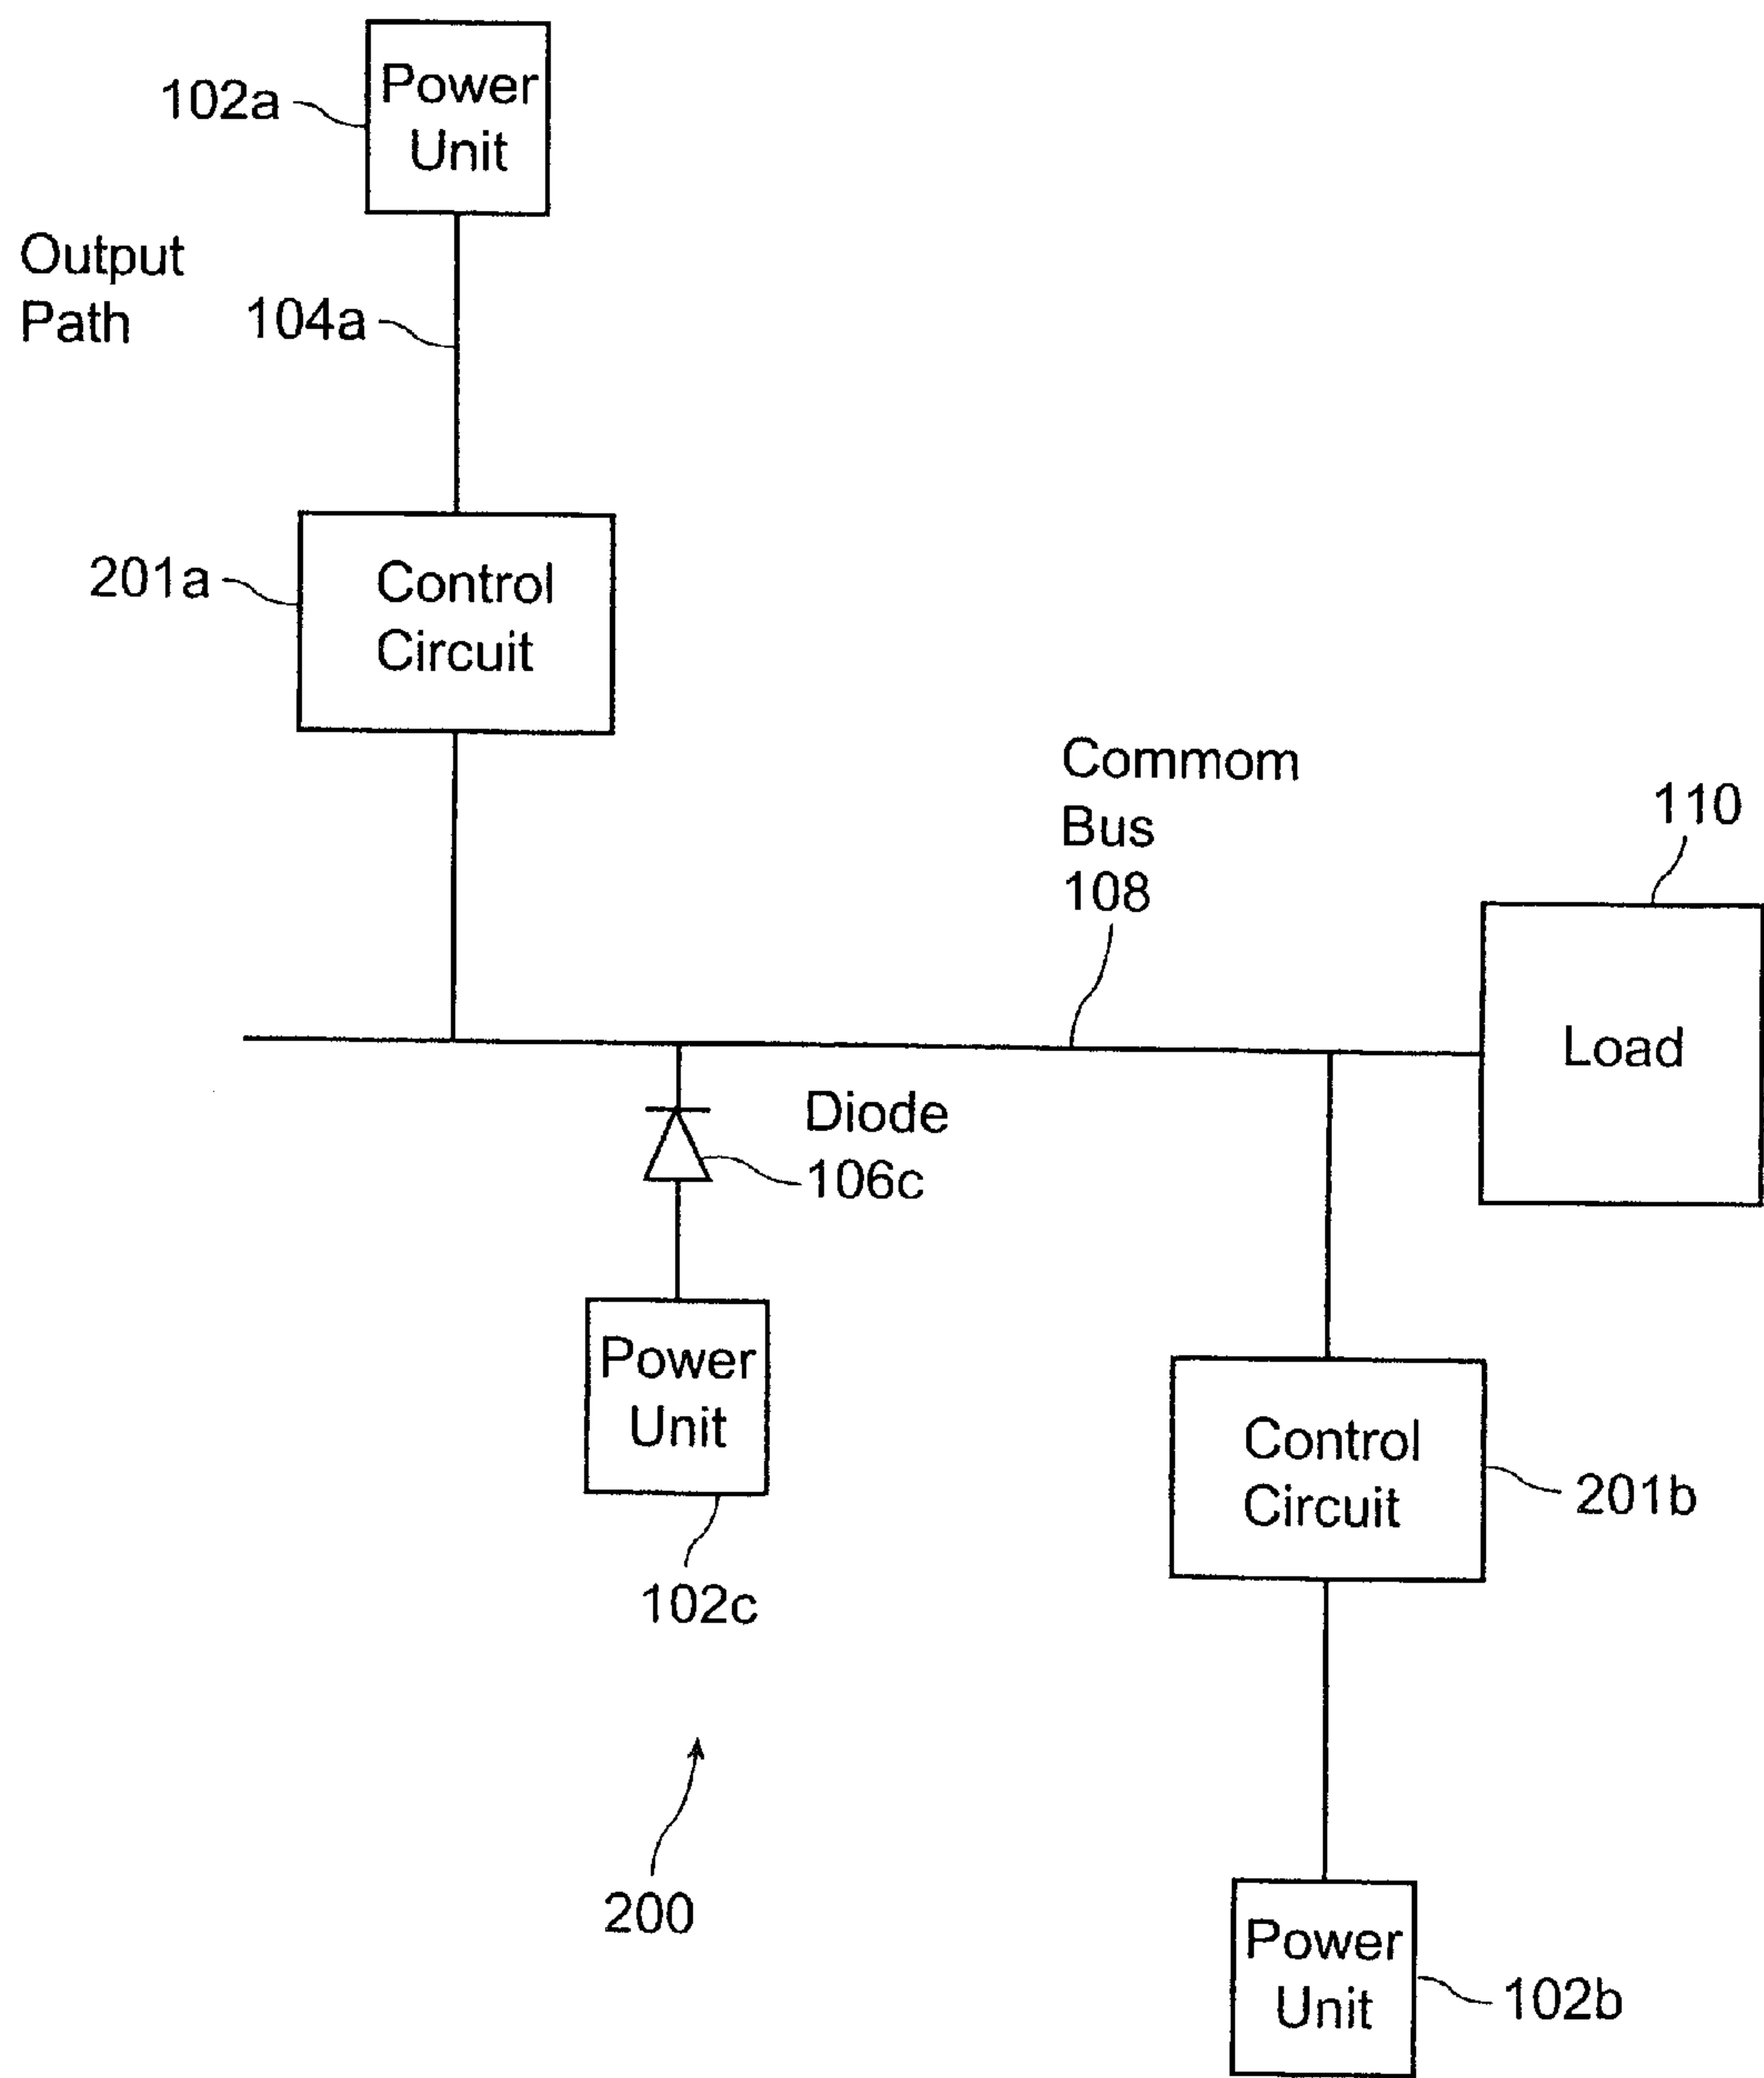 Power
Unit
102a
Output
Path
104a
Control
Circuit
201a
Commom
Bus
108
110
Load
Diode
106c
Power
Unit
102c
Control
Circuit
201b
200
Power
Unit
102b